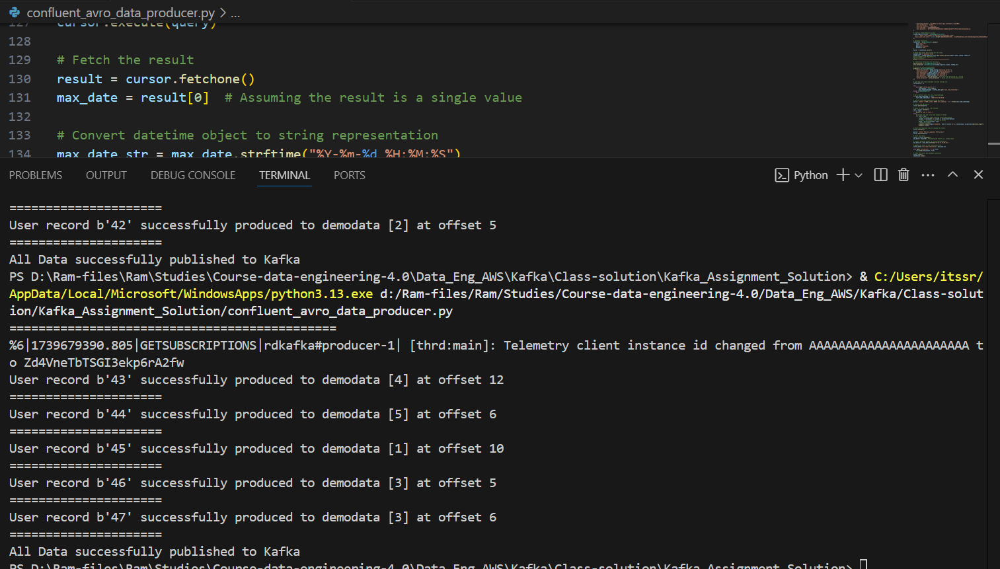 confluent_avro_data_producer.py > ...
127 cursor.execute(query)
128
129 # Fetch the result
130 result = cursor.fetchone()
131 max_date = result[0]  # Assuming the result is a single value
132
133 # Convert datetime object to string representation
134 max_date_str = max_date.strftime("%Y-%m-%d %H:%M:%S")
PROBLEMS OUTPUT DEBUG CONSOLE TERMINAL PORTS Python
=====================
User record b'42' successfully produced to demodata [2] at offset 5
=====================
All Data successfully published to Kafka
PS D:\Ram-files\Ram\Studies\Course-data-engineering-4.0\Data_Eng_AWS\Kafka\Class-solution\Kafka_Assignment_Solution> & C:/Users/itssr/
AppData/Local/Microsoft/WindowsApps/python3.13.exe d:/Ram-files/Ram/Studies/Course-data-engineering-4.0/Data_Eng_AWS/Kafka/Class-solut
ion/Kafka_Assignment_Solution/confluent_avro_data_producer.py
=============================================
%6|1739679390.805|GETSUBSCRIPTIONS|rdkafka#producer-1| [thrd:main]: Telemetry client instance id changed from AAAAAAAAAAAAAAAAAAAAAA t
o Zd4VneTbTSGI3ekp6rA2fw
User record b'43' successfully produced to demodata [4] at offset 12
=====================
User record b'44' successfully produced to demodata [5] at offset 6
=====================
User record b'45' successfully produced to demodata [1] at offset 10
=====================
User record b'46' successfully produced to demodata [3] at offset 5
=====================
User record b'47' successfully produced to demodata [3] at offset 6
=====================
All Data successfully published to Kafka
PS D:\Ram-files\Ram\Studies\Course-data-engineering-4.0\Data_Eng_AWS\Kafka\Class-solution\Kafka_Assignment_Solution>